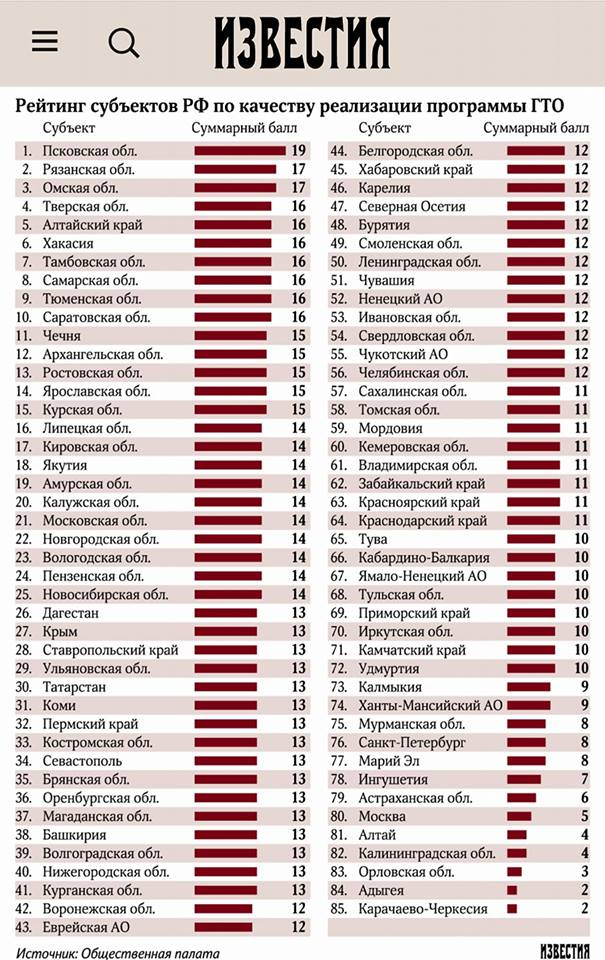 ИЗВЕСТИЯ
Рейтинг субъектов РФ по качеству реализации программы ГТО
Субъект Суммарный балл
1. Псковская обл. 19
2. Рязанская обл. 17
3. Омская обл. 17
4. Тверская обл. 16
5. Алтайский край 16
6. Хакасия 16
7. Тамбовская обл. 16
8. Самарская обл. 16
9. Тюменская обл. 16
10. Саратовская обл. 16
11. Чечня 15
12. Архангельская обл. 15
13. Ростовская обл. 15
14. Ярославская обл. 15
15. Курская обл. 15
16. Липецкая обл. 14
17. Кировская обл. 14
18. Якутия 14
19. Амурская обл. 14
20. Калужская обл. 14
21. Московская обл. 14
22. Новгородская обл. 14
23. Вологодская обл. 14
24. Пензенская обл. 14
25. Новосибирская обл. 14
26. Дагестан 13
27. Крым 13
28. Ставропольский край 13
29. Ульяновская обл. 13
30. Татарстан 13
31. Коми 13
32. Пермский край 13
33. Костромская обл. 13
34. Севастополь 13
35. Брянская обл. 13
36. Оренбургская обл. 13
37. Магаданская обл. 13
38. Башкирия 13
39. Волгоградская обл. 13
40. Нижегородская обл. 13
41. Курганская обл. 13
42. Воронежская обл. 12
43. Еврейская АО 12
Субъект Суммарный балл
44. Белгородская обл. 12
45. Хабаровский край 12
46. Карелия 12
47. Северная Осетия 12
48. Бурятия 12
49. Смоленская обл. 12
50. Ленинградская обл. 12
51. Чувашия 12
52. Ненецкий АО 12
53. Ивановская обл. 12
54. Свердловская обл. 12
55. Чукотский АО 12
56. Челябинская обл. 12
57. Сахалинская обл. 11
58. Томская обл. 11
59. Мордовия 11
60. Кемеровская обл. 11
61. Владимирская обл. 11
62. Забайкальский край 11
63. Красноярский край 11
64. Краснодарский край 11
65. Тува 10
66. Кабардино-Балкария 10
67. Ямало-Ненецкий АО 10
68. Тульская обл. 10
69. Приморский край 10
70. Иркутская обл. 10
71. Камчатский край 10
72. Удмуртия 10
73. Калмыкия 9
74. Ханты-Мансийский АО 9
75. Мурманская обл. 8
76. Санкт-Петербург 8
77. Марий Эл 8
78. Ингушетия 7
79. Астраханская обл. 6
80. Москва 5
81. Алтай 4
82. Калининградская обл. 4
83. Орловская обл. 3
84. Адыгея 2
85. Карачаево-Черкесия 2
Источник: Общественная палата
ИЗВЕСТИЯ